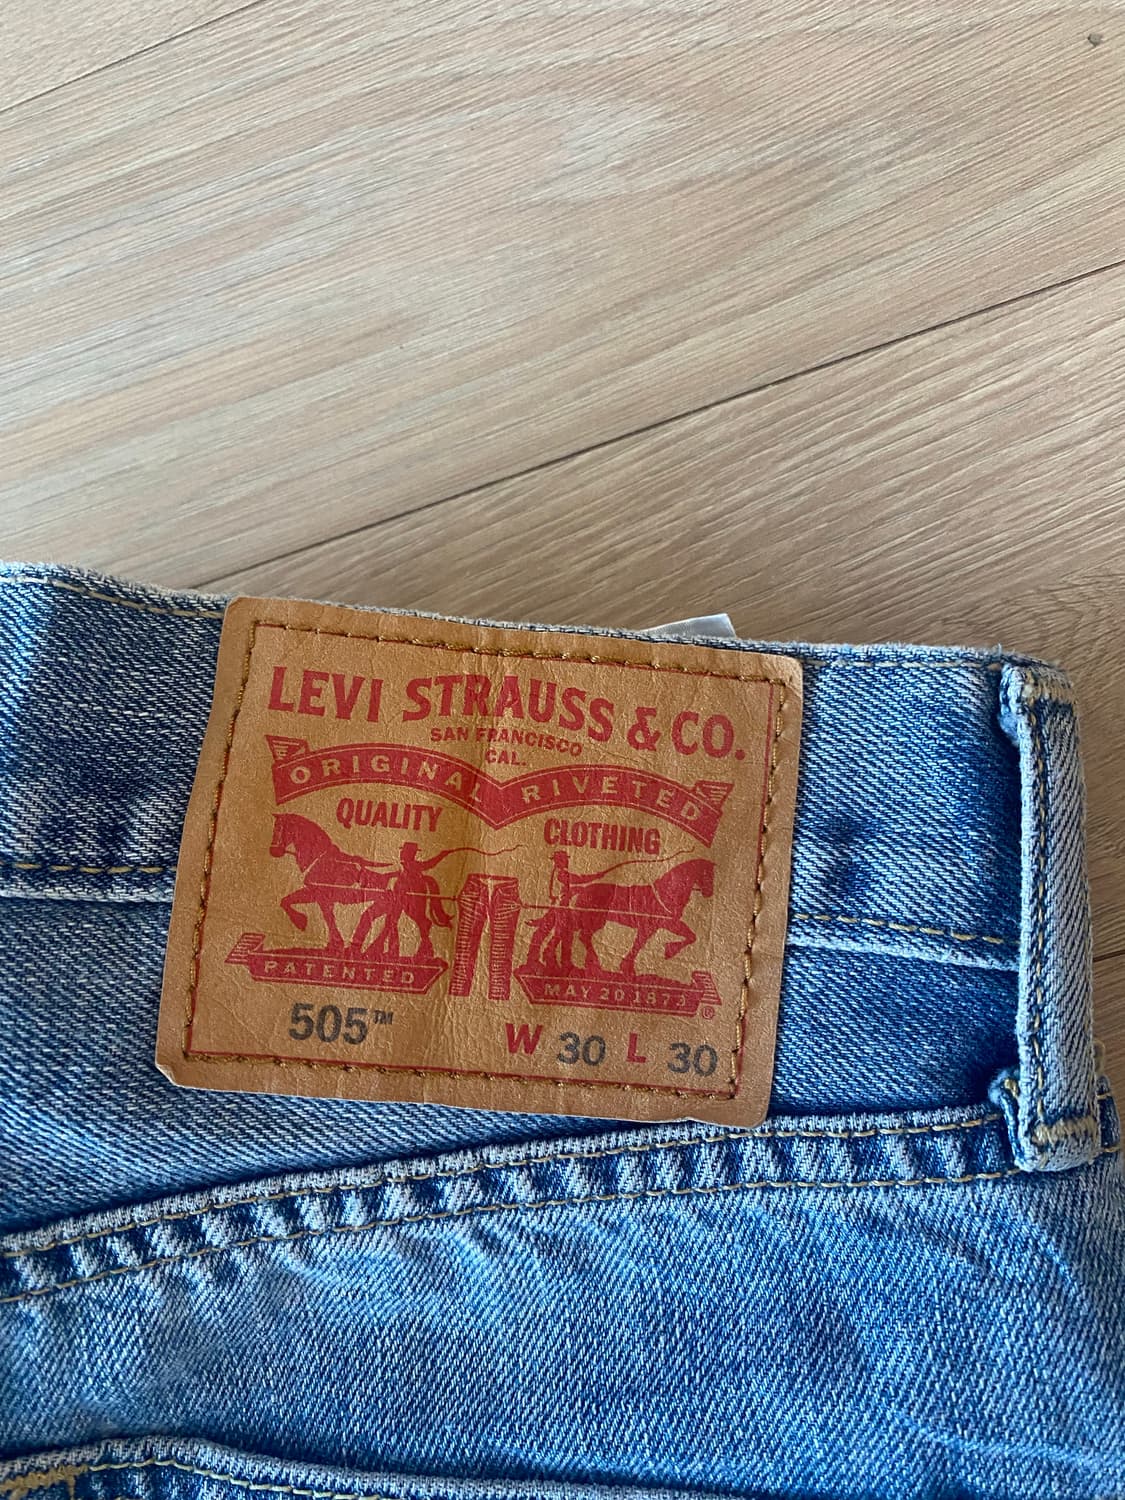 LEVI STRAUSS & CO.
SAN FRANCISCO
CAL.
ORIGINAL RIVETED
QUALITY CLOTHING
PATENTED MAY 20 1873 ®
505™ W 30 L 30